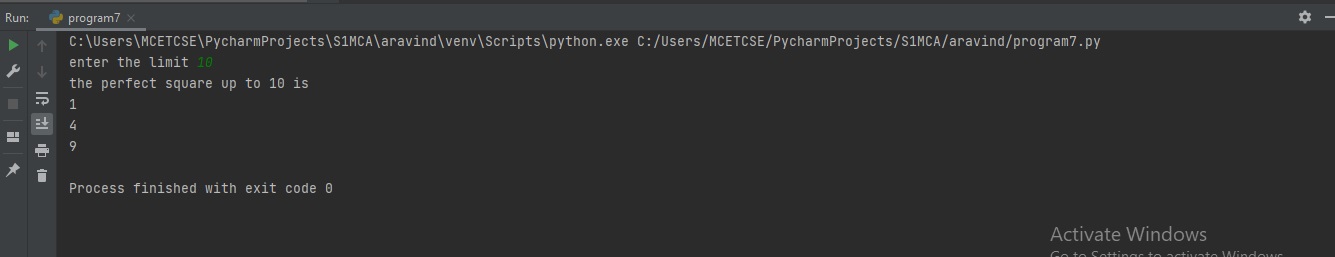 Run: program7
C:\Users\MCETCSE\PycharmProjects\S1MCA\aravind\venv\Scripts\python.exe C:/Users/MCETCSE/PycharmProjects/S1MCA/aravind/program7.py
enter the limit 10
the perfect square up to 10 is
1
4
9
Process finished with exit code 0
Activate Windows
Go to Settings to activate Windows.